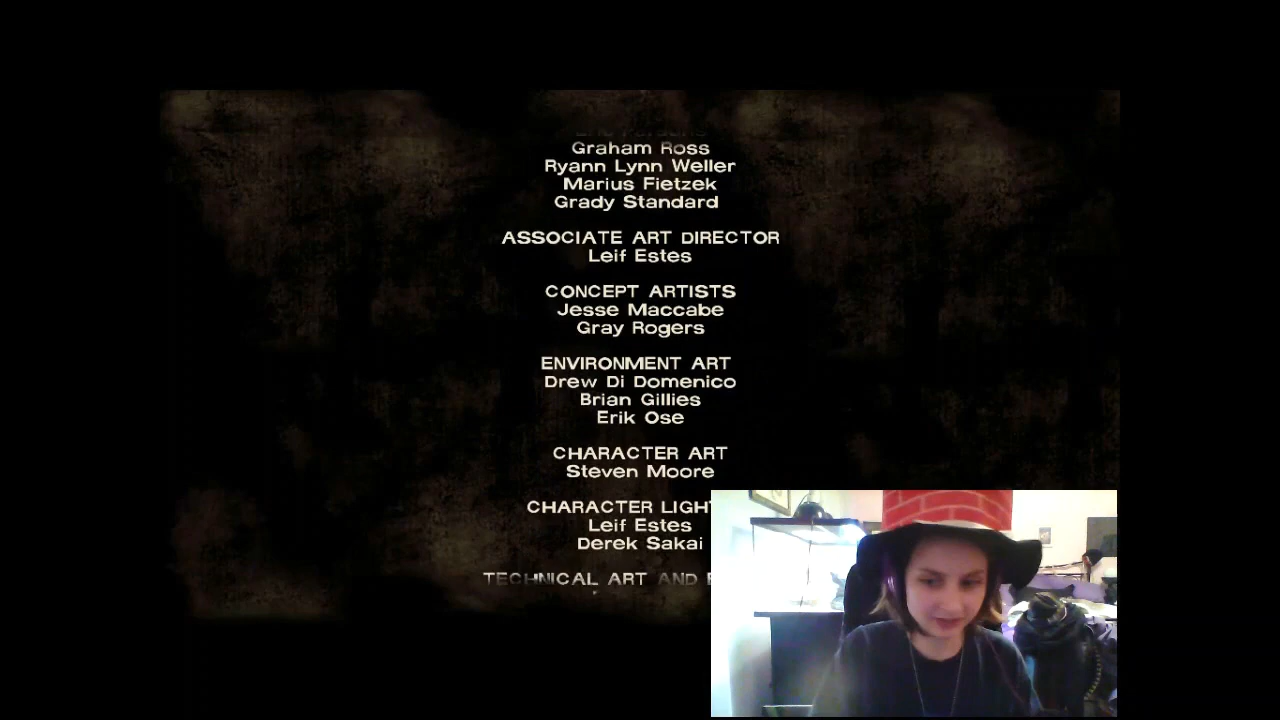 Graham Ross
Ryann Lynn Weller
Marius Fietzek
Grady Standard
ASSOCIATE ART DIRECTOR
Leif Estes
CONCEPT ARTISTS
Jesse Maccabe
Gray Rogers
ENVIRONMENT ART
Drew Di Domenico
Brian Gillies
Erik Ose
CHARACTER ART
Steven Moore
CHARACTER LIGHT
Leif Estes
Derek Sakai
TECHNICAL ART AND